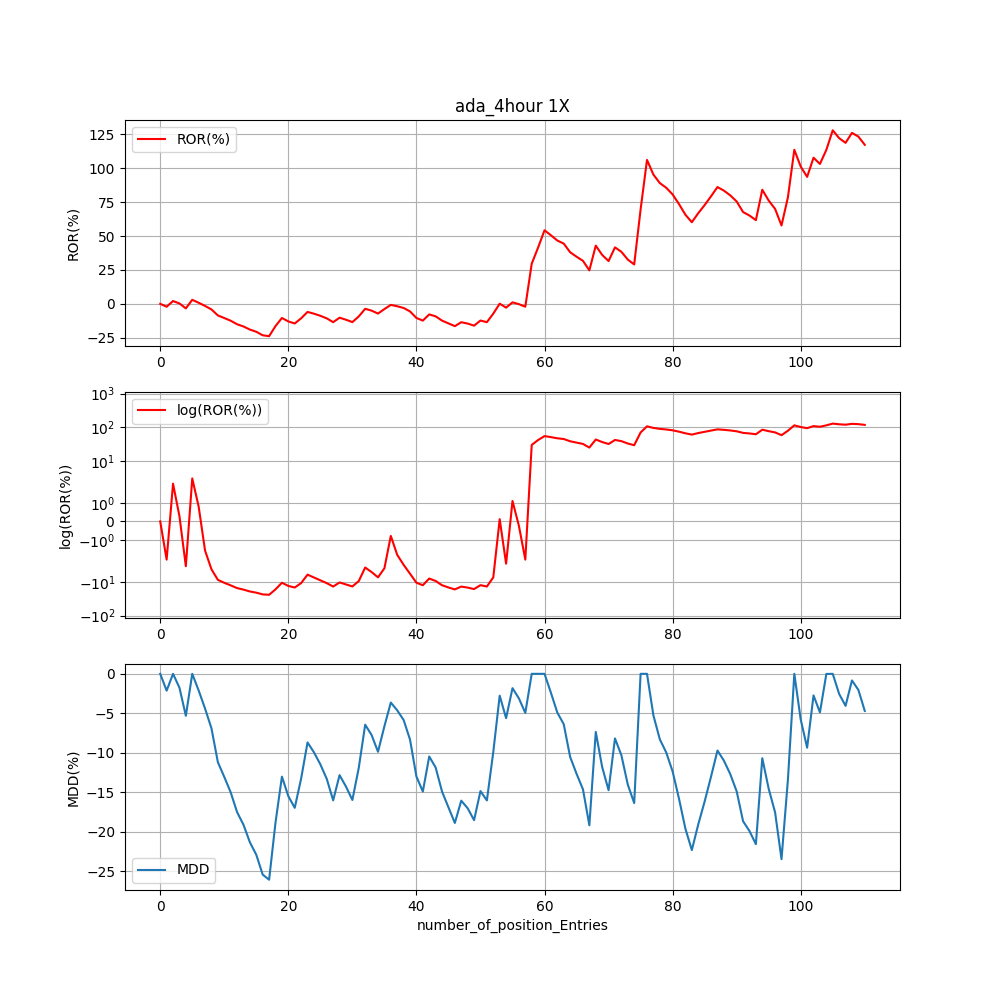 ada_4hour 1X
ROR(%)
ROR(%)
125
100
75
50
25
0
−25
0 20 40 60 80 100
log(ROR(%))
log(ROR(%))
10³
10²
10¹
10⁰
0
−10⁰
−10¹
−10²
0 20 40 60 80 100
MDD(%)
0
−5
−10
−15
−20
−25
MDD
0 20 40 60 80 100
number_of_position_Entries